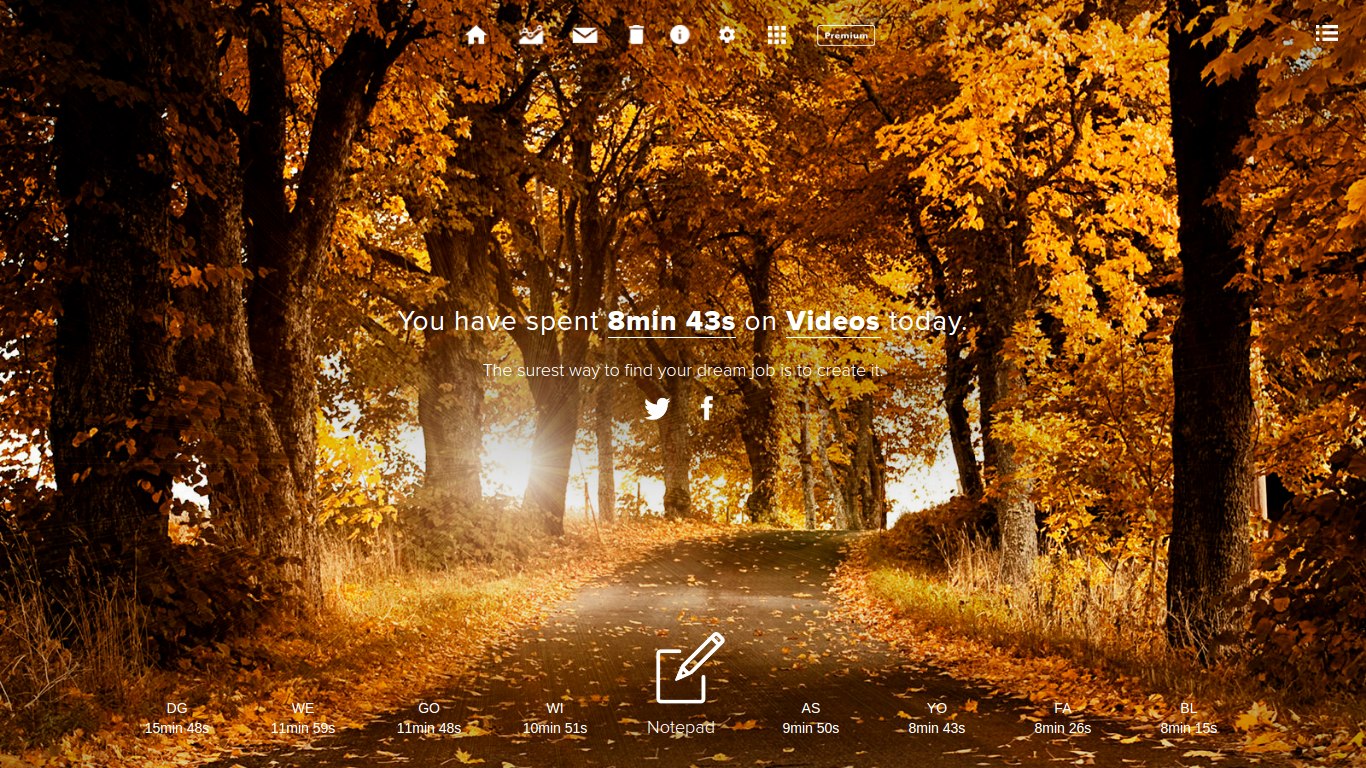 Premium
You have spent 8min 43s on Videos today.
The surest way to find your dream job is to create it.
DG
15min 48s
WE
11min 59s
GO
11min 48s
WI
10min 51s
Notepad
AS
9min 50s
YO
8min 43s
FA
8min 26s
BL
8min 15s